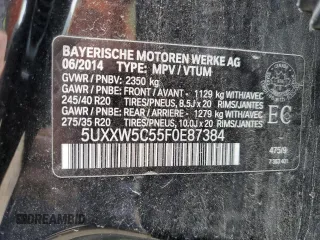 BAYERISCHE MOTOREN WERKE AG
06/2014 TYPE: MPV / VTUM
GVWR / PNBV: 2350 kg
GAWR / PNBE: FRONT / AVANT - 1129 kg WITH/AVEC
245/40 R20 TIRES/PNEUS, 8.5J x 20 RIMS/JANTES
GAWR / PNBE: REAR / ARRIERE - 1279 kg WITH/AVEC
275/35 R20 TIRES/PNEUS, 10.0J x 20 RIMS/JANTES
EC
5UXXW5C55F0E87384
475/9
7383401